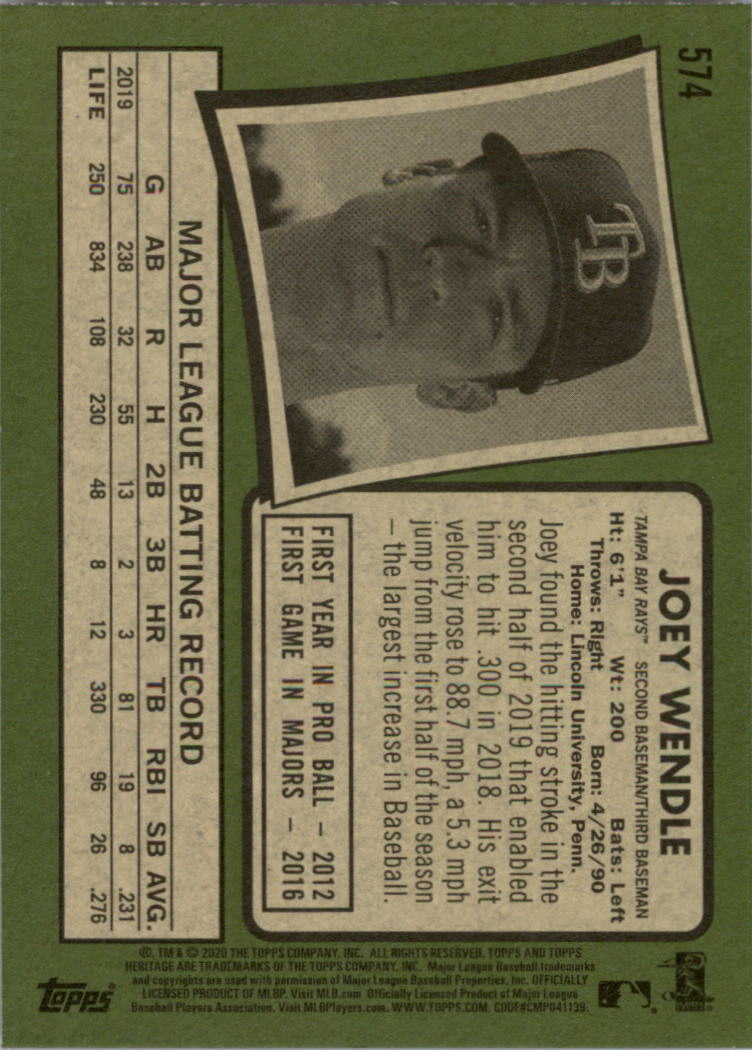 574
TB
JOEY WENDLE
TAMPA BAY RAYS™ SECOND BASEMAN/THIRD BASEMAN
Ht: 6'1" Wt: 200 Bats: Left
Throws: Right Born: 4/26/90
Home: Lincoln University, Penn.
Joey found the hitting stroke in the
second half of 2019 that enabled
him to hit .300 in 2018. His exit
velocity rose to 88.7 mph, a 5.3 mph
jump from the first half of the season
– the largest increase in Baseball.
FIRST YEAR IN PRO BALL – 2012
FIRST GAME IN MAJORS – 2016
MAJOR LEAGUE BATTING RECORD
G AB R H 2B 3B HR TB RBI SB AVG.
2019 75 238 32 55 13 2 3 81 19 8 .231
LIFE 250 834 108 230 48 8 12 330 96 26 .276
®, TM & © 2020 THE TOPPS COMPANY, INC. ALL RIGHTS RESERVED. TOPPS AND TOPPS
HERITAGE ARE TRADEMARKS OF THE TOPPS COMPANY, INC. Major League Baseball trademarks
and copyrights are used with permission of Major League Baseball Properties, Inc. OFFICIALLY
LICENSED PRODUCT OF MLBP. Visit MLB.com Officially Licensed Product of Major League
Baseball Players Association. Visit MLBPlayers.com. WWW.TOPPS.COM. CODE#CMP041139.
topps®